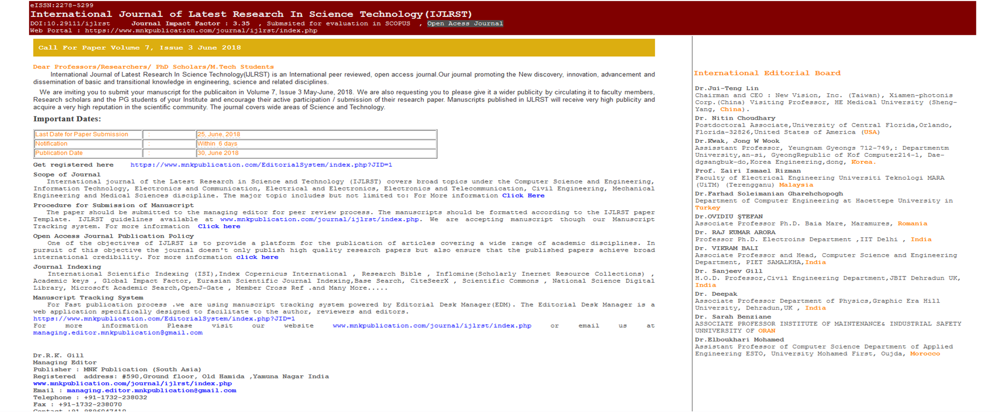 eISSN:2278-5299
International Journal of Latest Research In Science Technology(IJLRST)
DOI:10.29111/ijlrst Journal Impact Factor : 3.35 , Submsited for evaluation in SCOPUS , Open Acess Journal
Web Portal : https://www.mnkpublication.com/journal/ijlrst/index.php
Call For Paper Volume 7, Issue 3 June 2018
Dear Professors/Researchers/ PhD Scholars/M.Tech Students
International Journal of Latest Research In Science Technology(IJLRST) is an International peer reviewed, open access journal.Our journal promoting the New discovery, innovation, advancement and
dissemination of basic and transitional knowledge in engineering, science and related disciplines.
We are inviting you to submit your manuscript for the publicaiton in Volume 7, Issue 3 May-June, 2018. We are also requesting you to please give it a wider publicity by circulating it to faculty members,
Research scholars and the PG students of your Institute and encourage their active participation / submission of their research paper. Manuscripts published in IJLRST will receive very high publicity and
acquire a very high reputation in the scientific community. The journal covers wide areas of Science and Technology.
Important Dates:
Last Date for Paper Submission : 25, June, 2018
Notification : Within 6 days
Publication Date : 30, June 2018
Get registered here https://www.mnkpublication.com/EditorialSystem/index.php?JID=1
Scope of Journal
International journal of the Latest Research in Science and Technology (IJLRST) covers broad topics under the Computer Science and Engineering,
Information Technology, Electronics and Communication, Electrical and Electronics, Electronics and Telecommunication, Civil Engineering, Mechanical
Engineering and Medical Sciences discipline. The major topic includes but not limited to: For More information Click Here
Procedure for Submission of Manuscript
The paper should be submitted to the managing editor for peer review process. The manuscripts should be formatted according to the IJLRST paper
Template. IJLRST guidelines available at www.mnkpublication.com/journal/ijlrst/index.php. We are accepting manuscript though our Manuscript
Tracking system. For more information Click here
Open Access Journal Publication Policy
One of the objectives of IJLRST is to provide a platform for the publication of articles covering a wide range of academic disciplines. In
pursuit of this objective the journal doesn't only publish high quality research papers but also ensure that the published papers achieve broad
international credibility. For more information click here
Journal Indexing
International Scientific Indexing (ISI),Index Copernicus International , Research Bible , Inflomine(Scholarly Inernet Resource Collections) ,
Academic keys , Global Impact Factor, Eurasian Scientific Journal Indexing,Base Search, CiteSeerX , Scientific Commons , National Science Digital
Library, Microsoft Academic Search,OpenJ-Gate , Member Cross Ref .and Many More.....
Manuscript Tracking System
For Fast publication process .we are using manuscript tracking system powered by Editorial Desk Manager(EDM). The Editorial Desk Manager is a
web application specifically designed to facilitate to the author, reviewers and editors.
https://www.mnkpublication.com/EditorialSystem/index.php?JID=1
For more information Please visit our website www.mnkpublication.com/journal/ijlrst/index.php or email us at
managing.editor.mnkpublication@gmail.com
Dr.R.K. Gill
Managing Editor
Publisher : MNK Publication (South Asia)
Registered address: #590,Ground floor, Old Hamida ,Yamuna Nagar India
www.mnkpublication.com/journal/ijlrst/index.php
Email : managing.editor.mnkpublication@gmail.com
Telephone : +91-1732-238032
Fax : +91-1732-238070
International Editorial Board
Dr.Jui-Teng Lin
Chairman and CEO : New Vision, Inc. (Taiwan), Xiamen-photonis
Corp.(China) Visiting Professor, HE Medical University (Sheng-
Yang, China).
Dr. Nitin Choudhary
Postdoctoral Associate,University of Central Florida,Orlando,
Florida-32826,United States of America (USA)
Dr.Kwak, Jong W Wook
Assisstant Professor, Yeungnam Gyeongs 712-749,: Departmentm
University,an-si, GyeongRepublic of Kof Computer214-1, Dae-
dgsangbuk-do,Korea Engineering,dong, Korea.
Prof. Zairi Ismael Rizman
Faculty of Electrical Engineering Universiti Teknologi MARA
(UiTM) (Terengganu) Malaysia
Dr.Farhad Soleimanian Gharehchopogh
Department of Computer Engineering at Hacettepe University in
Turkey
Dr.OVIDIU ŞTEFAN
Associate Professor Ph.D. Baia Mare, Maramures, Romania
Dr. RAJ KUMAR ARORA
Professor Ph.D. Electroins Department ,IIT Delhi , India
Dr. VIKRAM BALI
Associate Professor and Head, Computer Science and Engineering
Department, PIET SAMALKHA,India
Dr. Sanjeev Gill
H.O.D. Professor,Civil Engineering Department,JBIT Dehradun UK,
India
Dr. Deepak
Associate Professor Department of Physics,Graphic Era Hill
University, Dehradun,UK , India
Dr. Sarah Benziane
ASSOCIATE PROFESSOR INSTITUTE OF MAINTENANCE& INDUSTRIAL SAFETY
UNNIVERSITY OF ORAN
Dr.Elboukhari Mohamed
Assistant Professor of Computer Science Department of Applied
Engineering ESTO, University Mohamed First, Oujda, Morocco